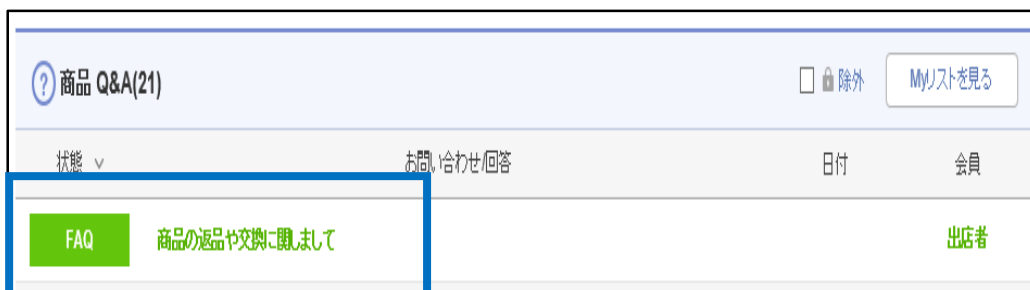 ? 商品 Q&A(21) 除外 Myリストを見る
状態 お問い合わせ/回答 日付 会員
FAQ 商品の返品や交換に関しまして 出店者